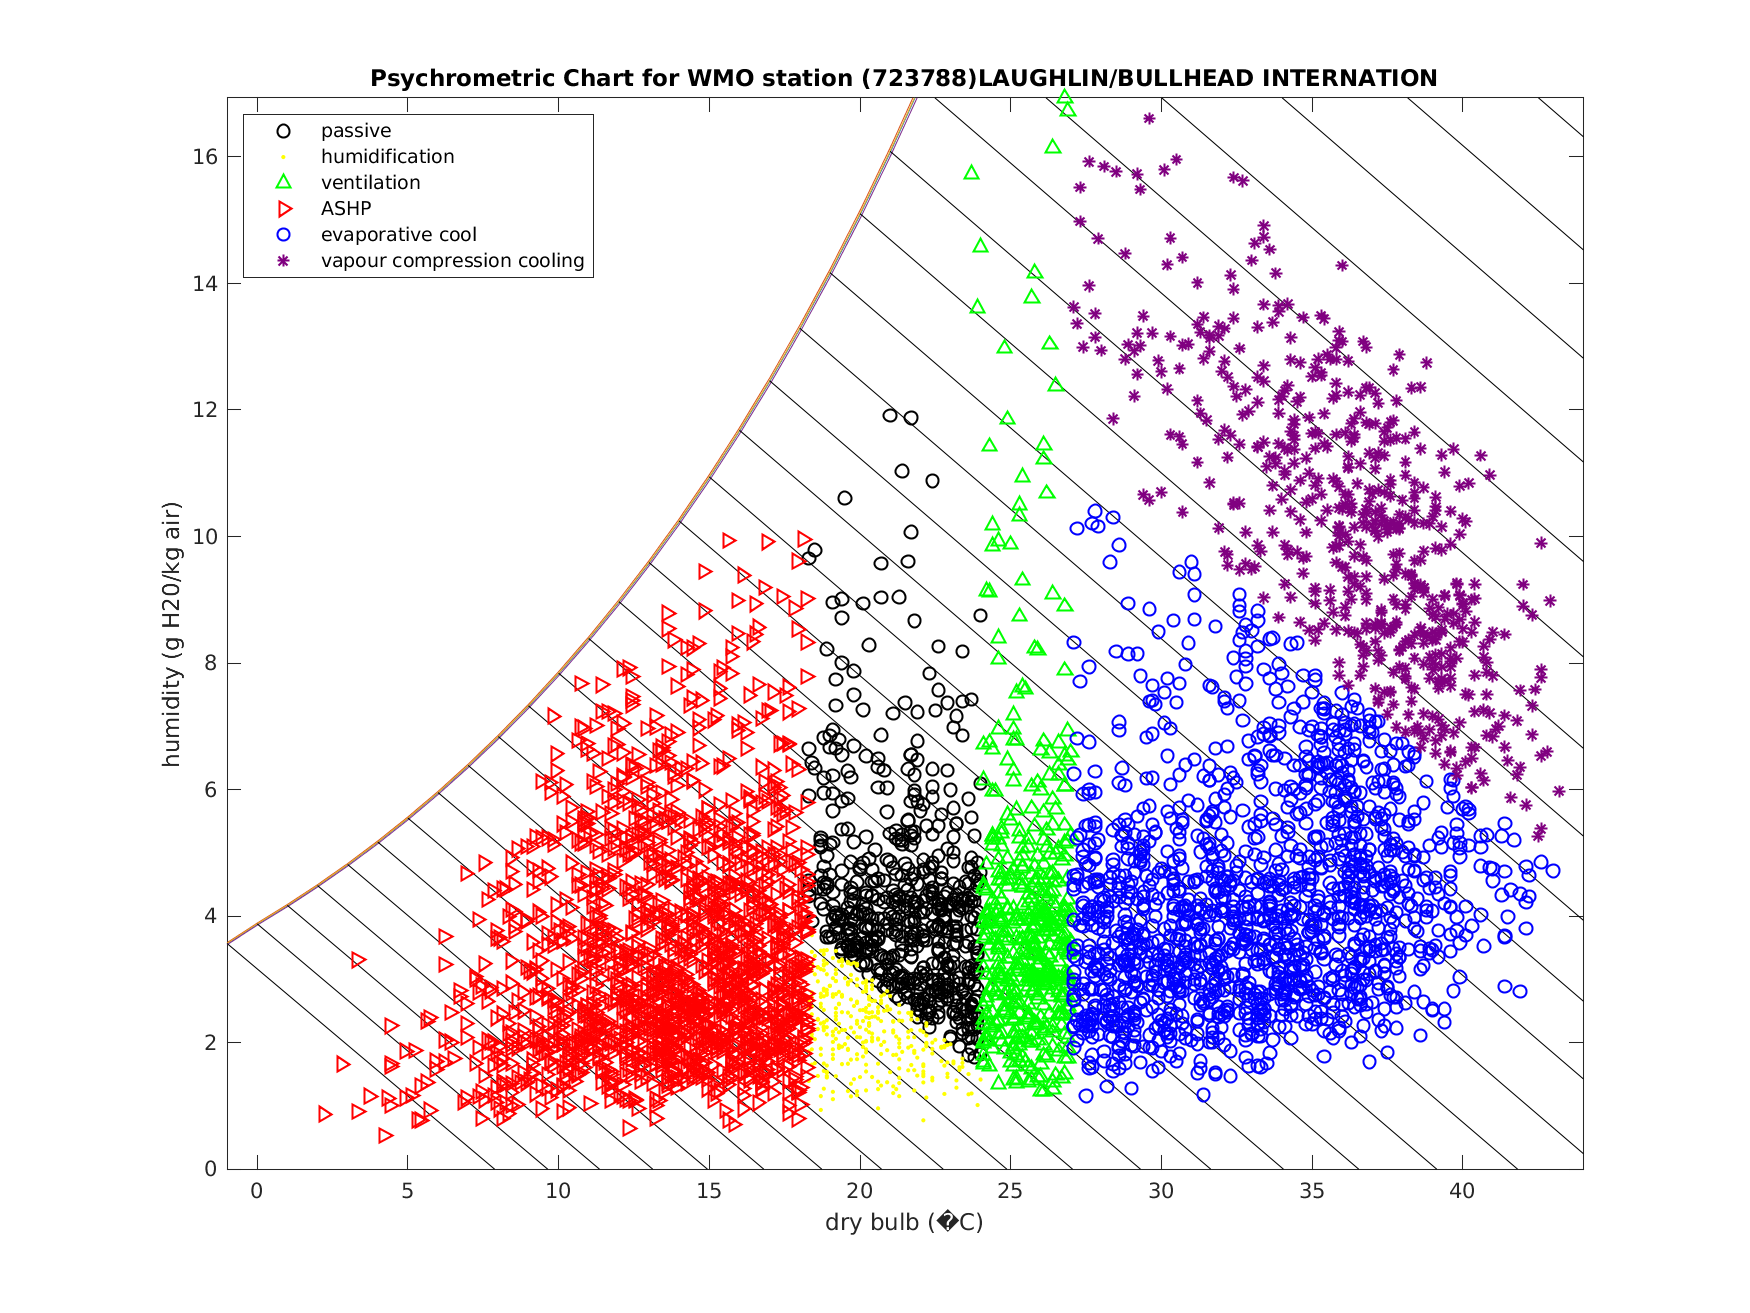 Psychrometric Chart for WMO station (723788)LAUGHLIN/BULLHEAD INTERNATION
passive
humidification
ventilation
ASHP
evaporative cool
vapour compression cooling
humidity (g H20/kg air)
16
14
12
10
8
6
4
2
0
0 5 10 15 20 25 30 35 40
dry bulb (�C)